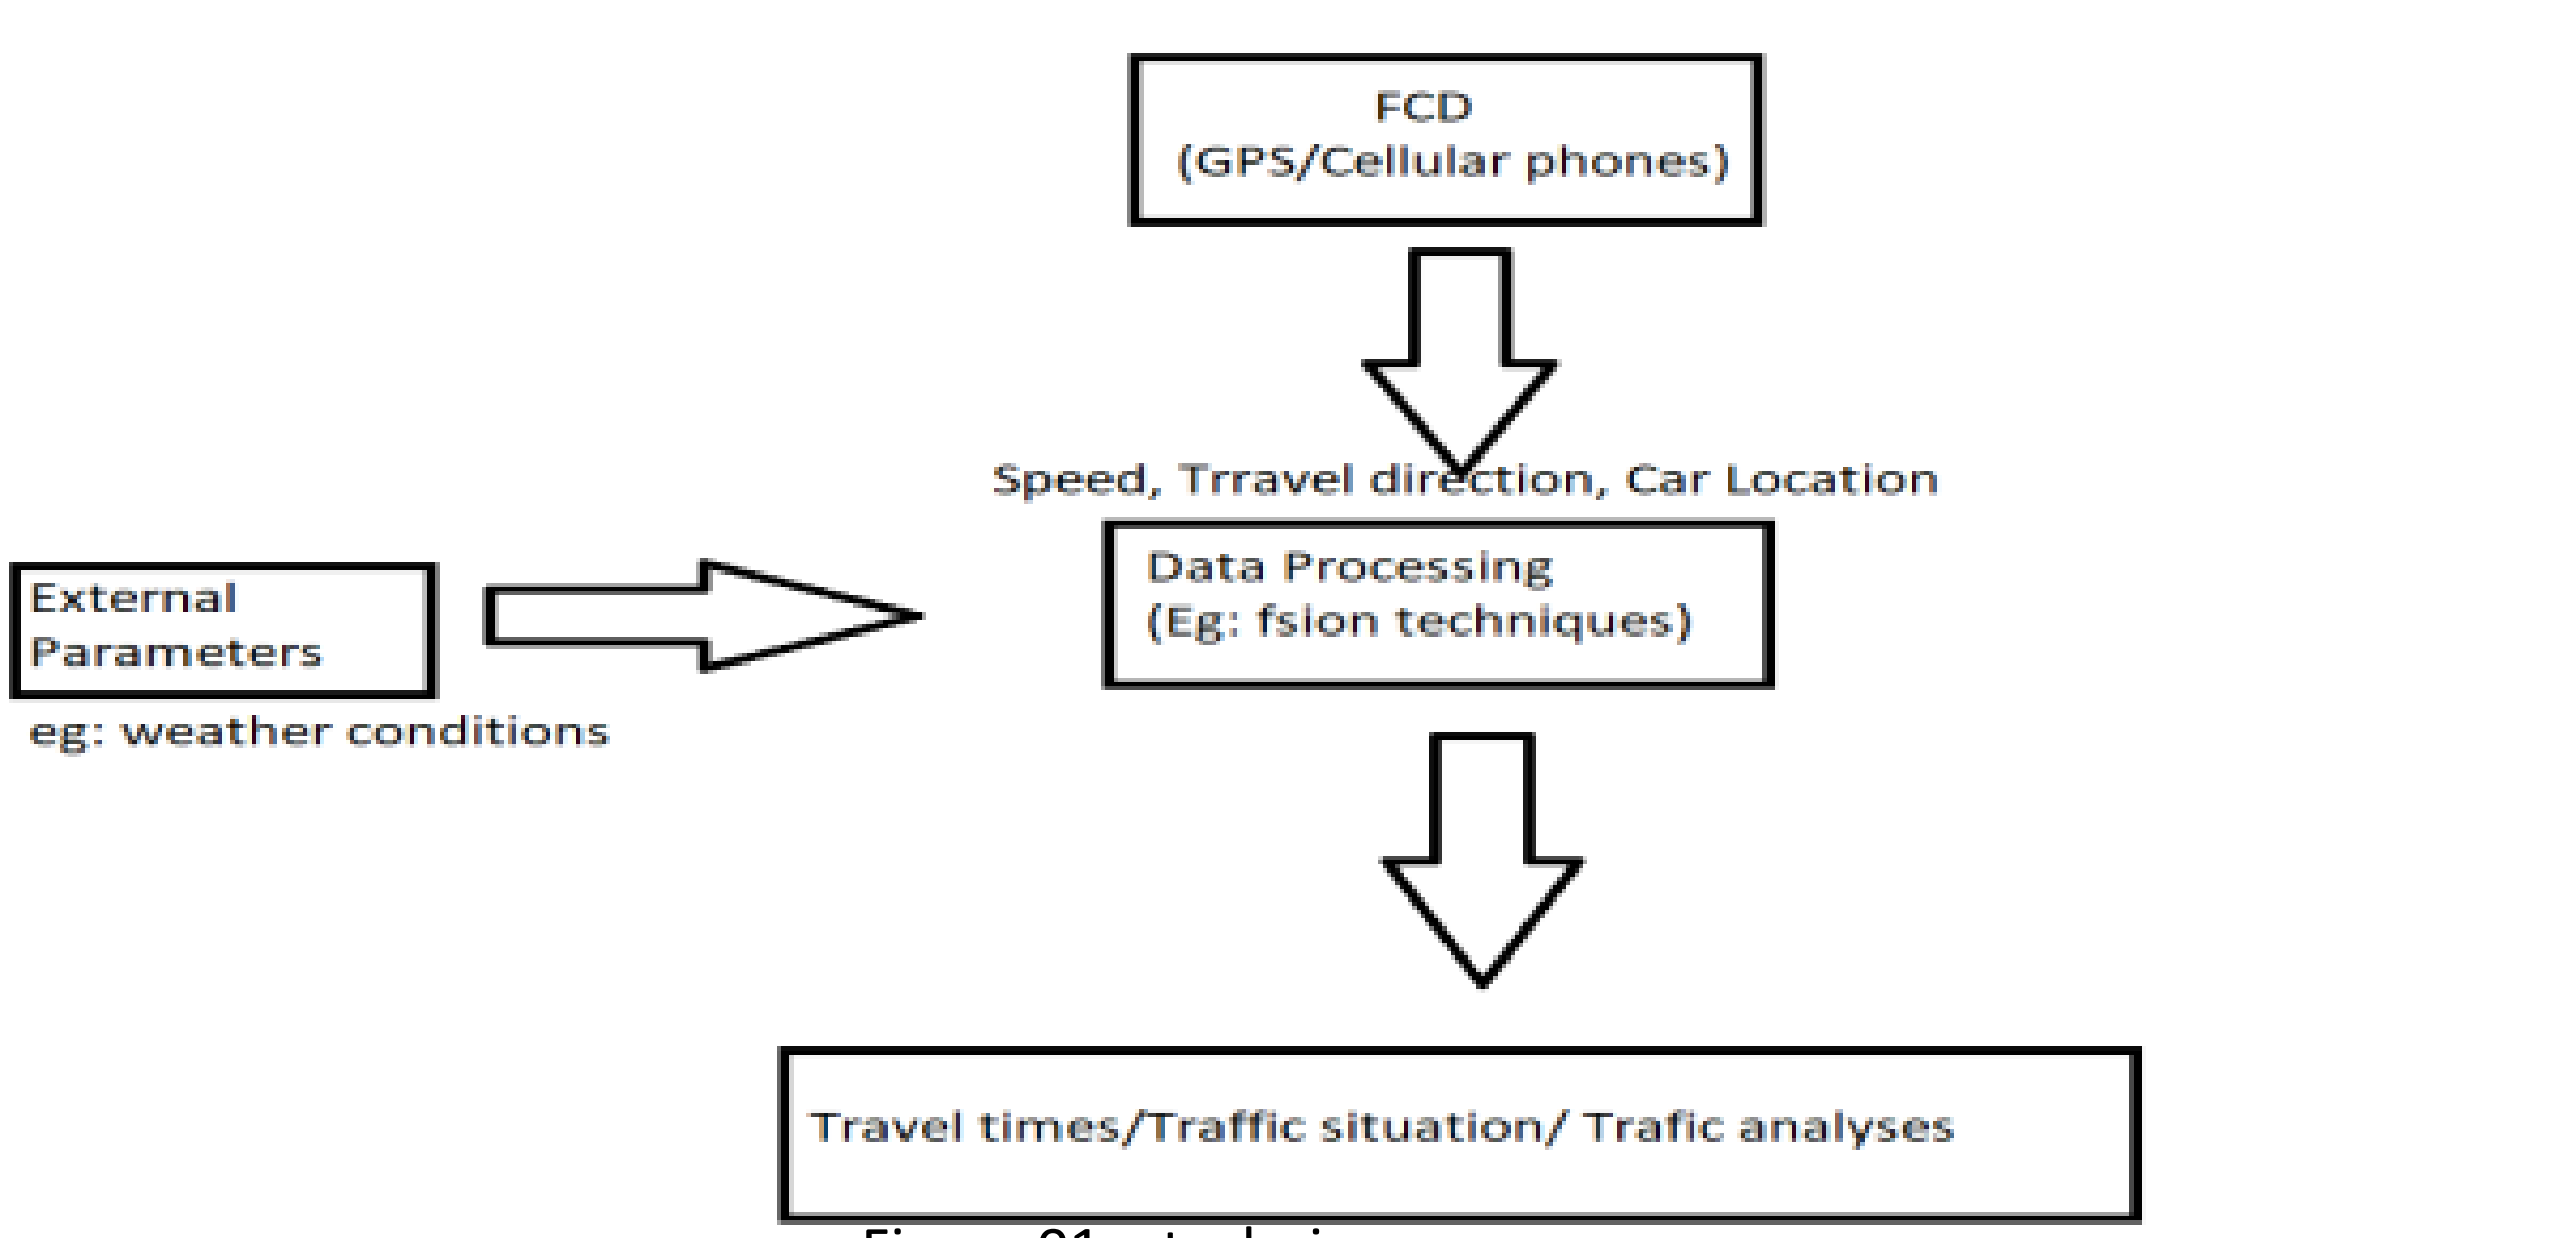 FCD
(GPS/Cellular phones)
Speed, Trravel direction, Car Location
Data Processing
(Eg: fsion techniques)
External
Parameters
eg: weather conditions
Travel times/Traffic situation/ Trafic analyses